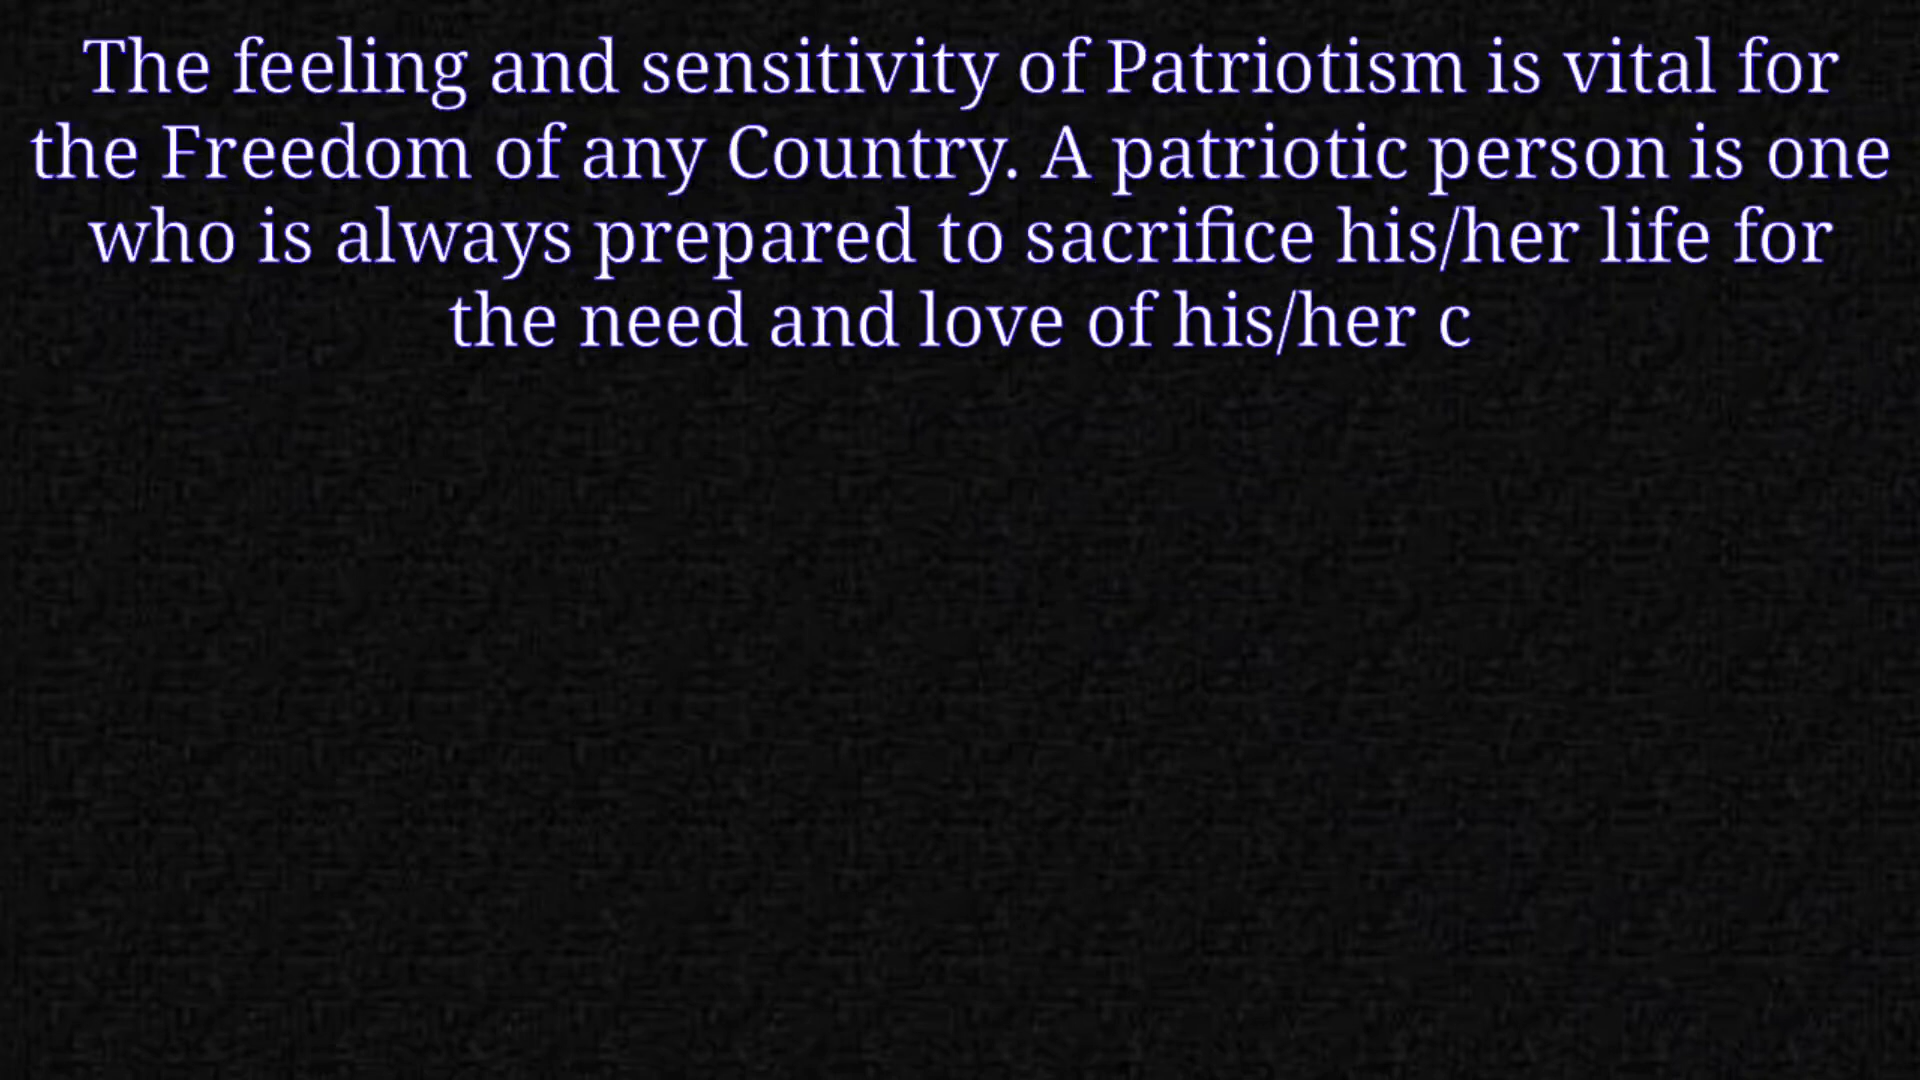 The feeling and sensitivity of Patriotism is vital for
the Freedom of any Country. A patriotic person is one
who is always prepared to sacrifice his/her life for
the need and love of his/her c